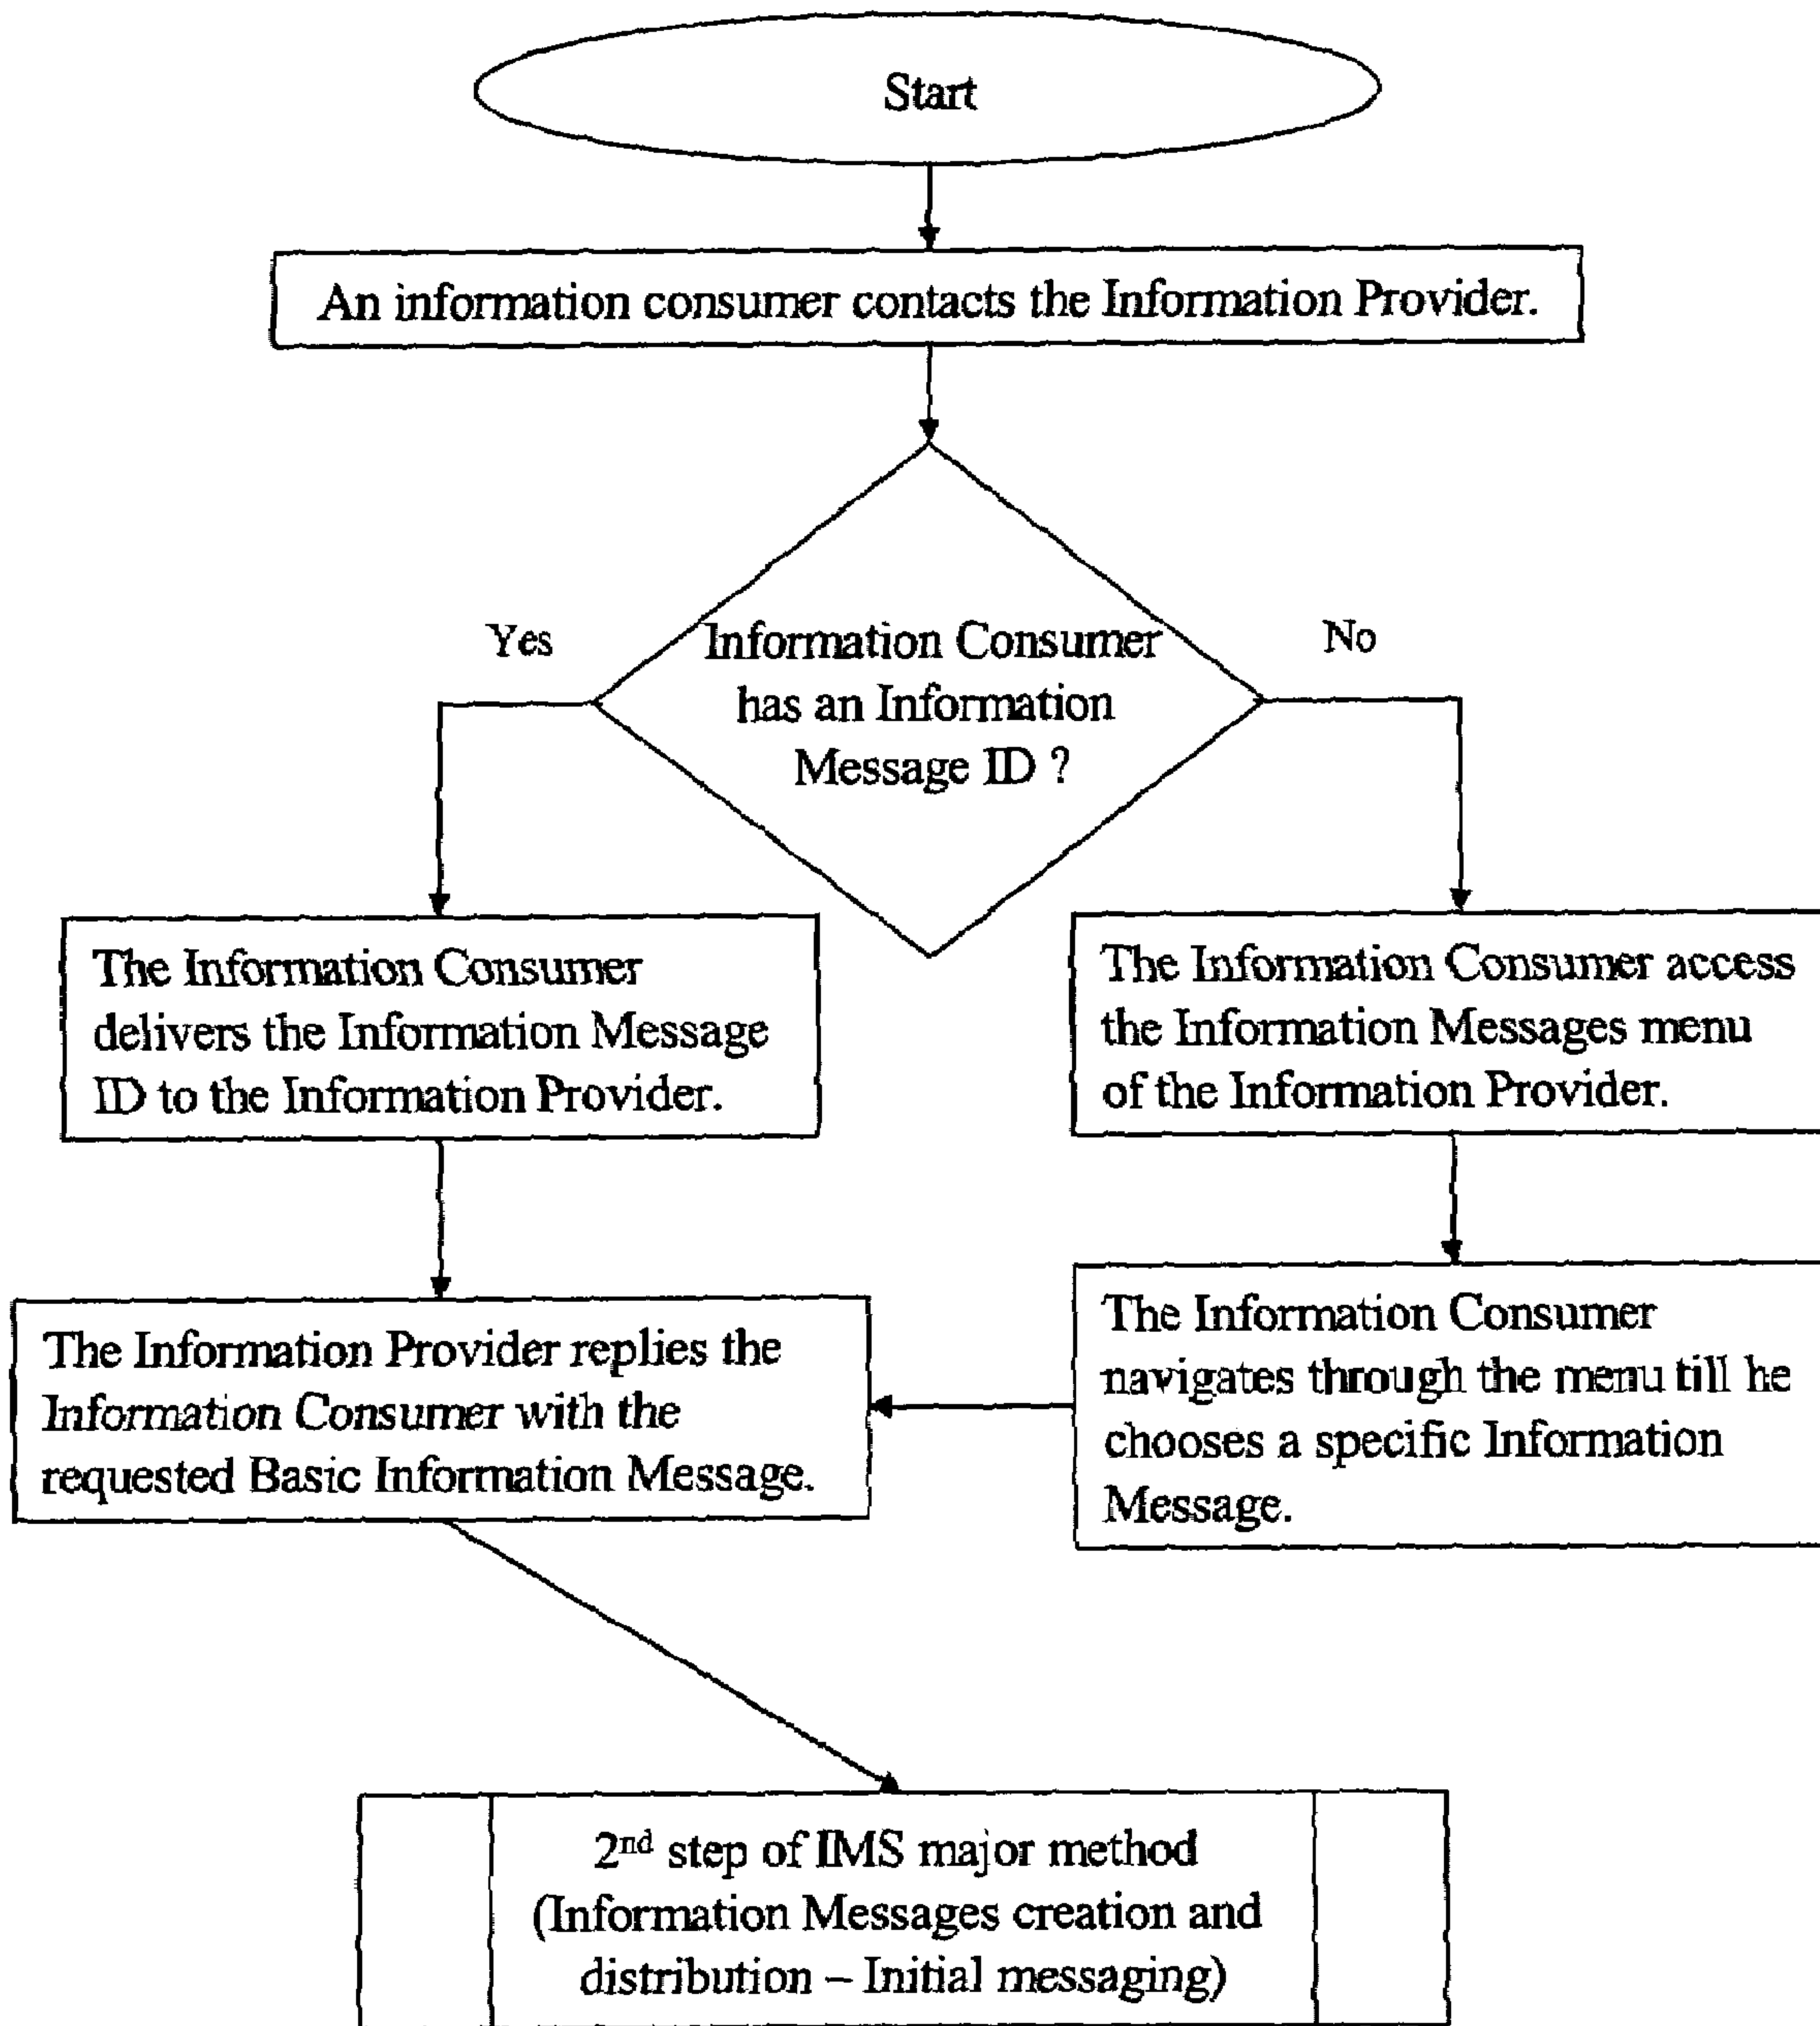 Start
An information consumer contacts the Information Provider.
Yes
Information Consumer
has an Information
Message ID ?
No
The Information Consumer
delivers the Information Message
ID to the Information Provider.
The Information Consumer access
the Information Messages menu
of the Information Provider.
The Information Provider replies the
Information Consumer with the
requested Basic Information Message.
The Information Consumer
navigates through the menu till he
chooses a specific Information
Message.
2nd step of IMS major method
(Information Messages creation and
distribution – Initial messaging)